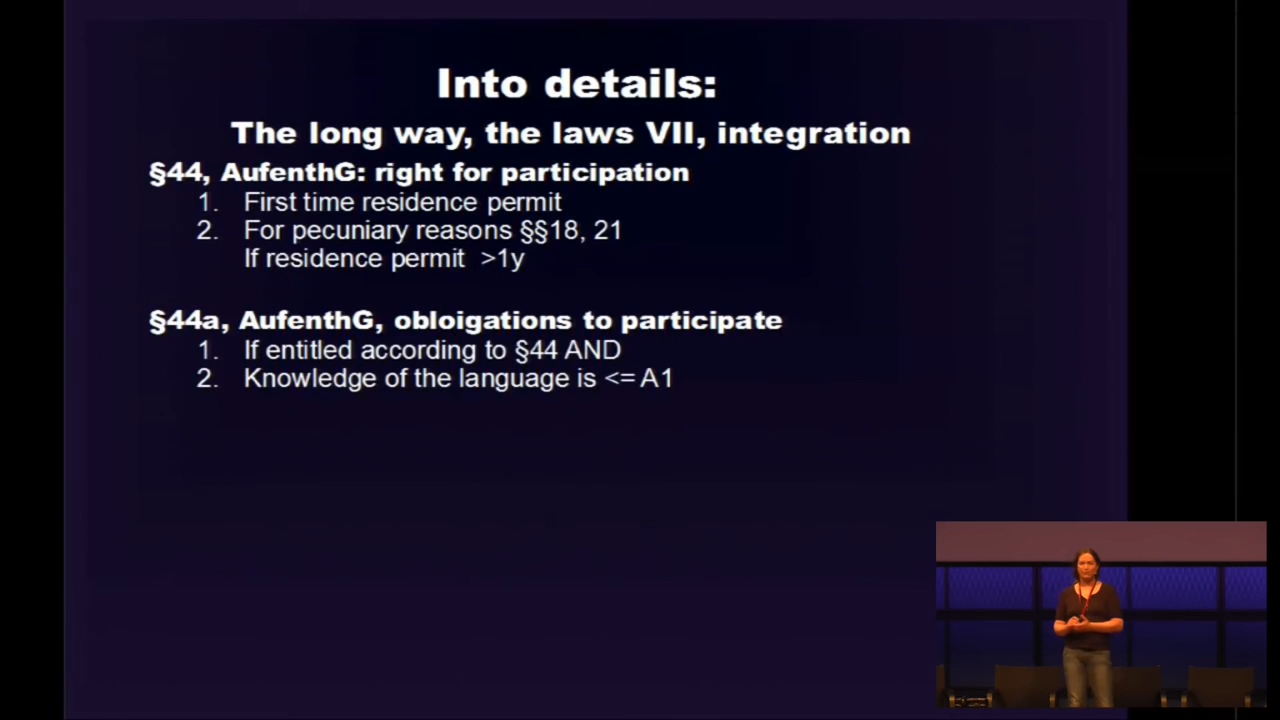 Into details:
The long way, the laws VII, integration
§44, AufenthG: right for participation
1. First time residence permit
2. For pecuniary reasons §§18, 21
If residence permit >1y
§44a, AufenthG, obloigations to participate
1. If entitled according to §44 AND
2. Knowledge of the language is <= A1